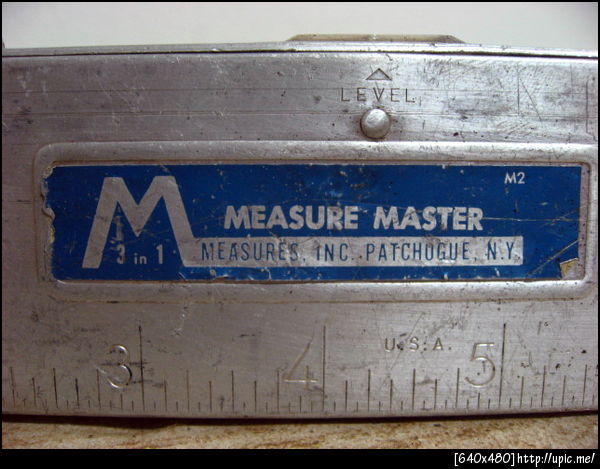 LEVEL
M2
M
MEASURE MASTER
3 in 1
MEASURES, INC. PATCHOGUE, N.Y.
U.S.A.
3 4 5
[640x480]http://upic.me/